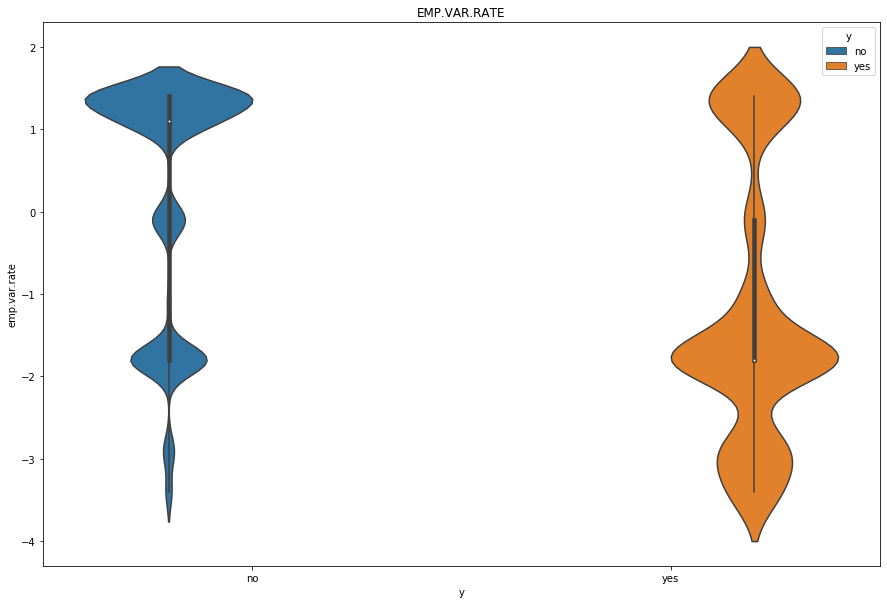 EMP.VAR.RATE
y
no
yes
2
1
0
−1
−2
−3
−4
emp.var.rate
no
yes
y